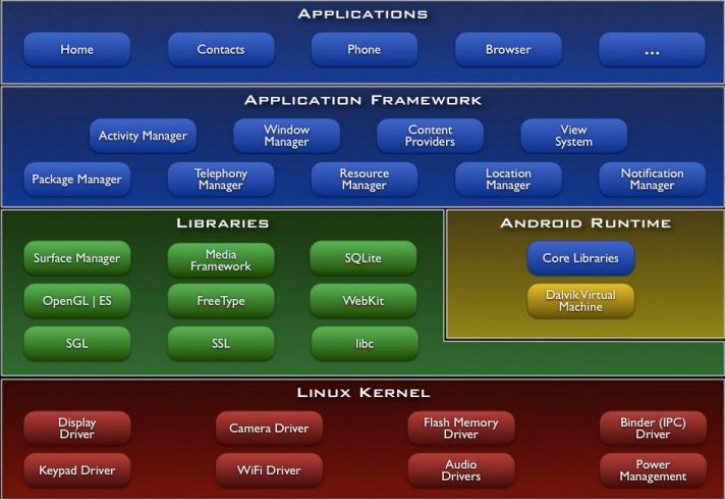 APPLICATIONS
Home
Contacts
Phone
Browser
...
APPLICATION FRAMEWORK
Activity Manager
Window
Manager
Content
Providers
View
System
Package Manager
Telephony
Manager
Resource
Manager
Location
Manager
Notification
Manager
LIBRARIES
Surface Manager
Media
Framework
SQLite
OpenGL | ES
FreeType
WebKit
SGL
SSL
libc
ANDROID RUNTIME
Core Libraries
Dalvik Virtual
Machine
LINUX KERNEL
Display
Driver
Camera Driver
Flash Memory
Driver
Binder (IPC)
Driver
Keypad Driver
WiFi Driver
Audio
Drivers
Power
Management